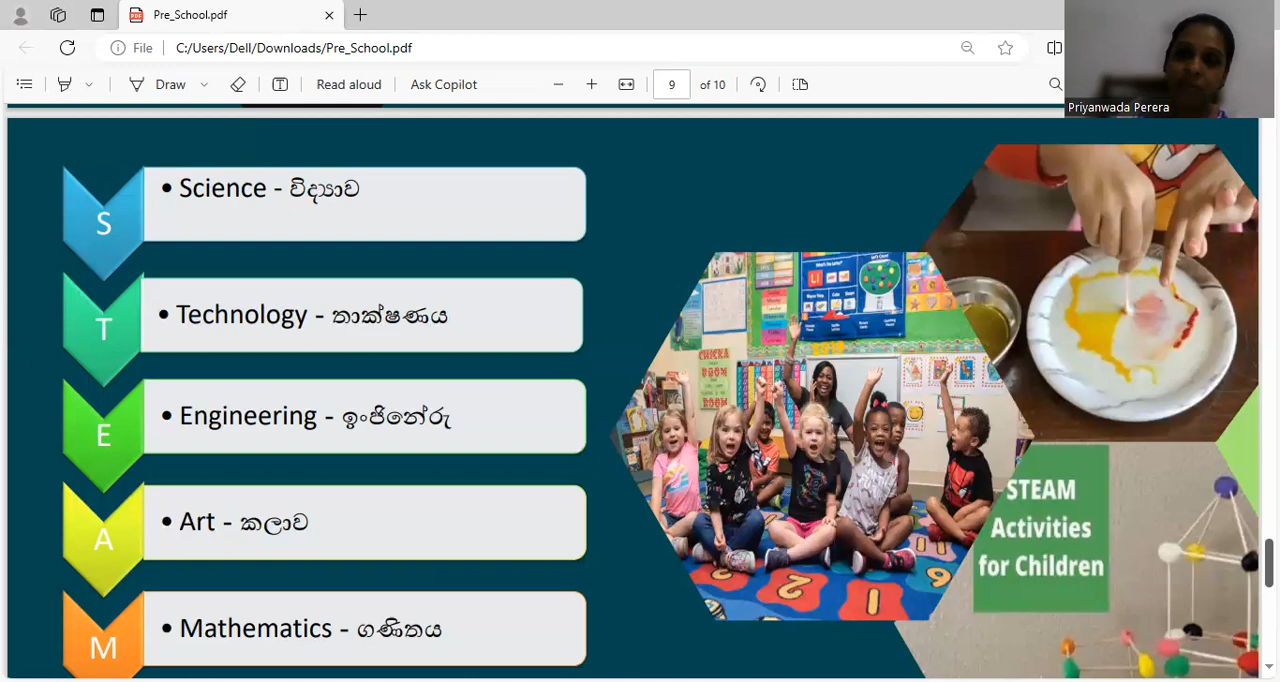 Pre_School.pdf
File
C:/Users/Dell/Downloads/Pre_School.pdf
Draw
Read aloud
Ask Copilot
9 of 10
Priyanwada Perera
S
• Science - විද්‍යාව
T
• Technology - තාක්ෂණය
E
• Engineering - ඉංජිනේරු
A
• Art - කලාව
M
• Mathematics - ගණිතය
STEAM
Activities
for Children